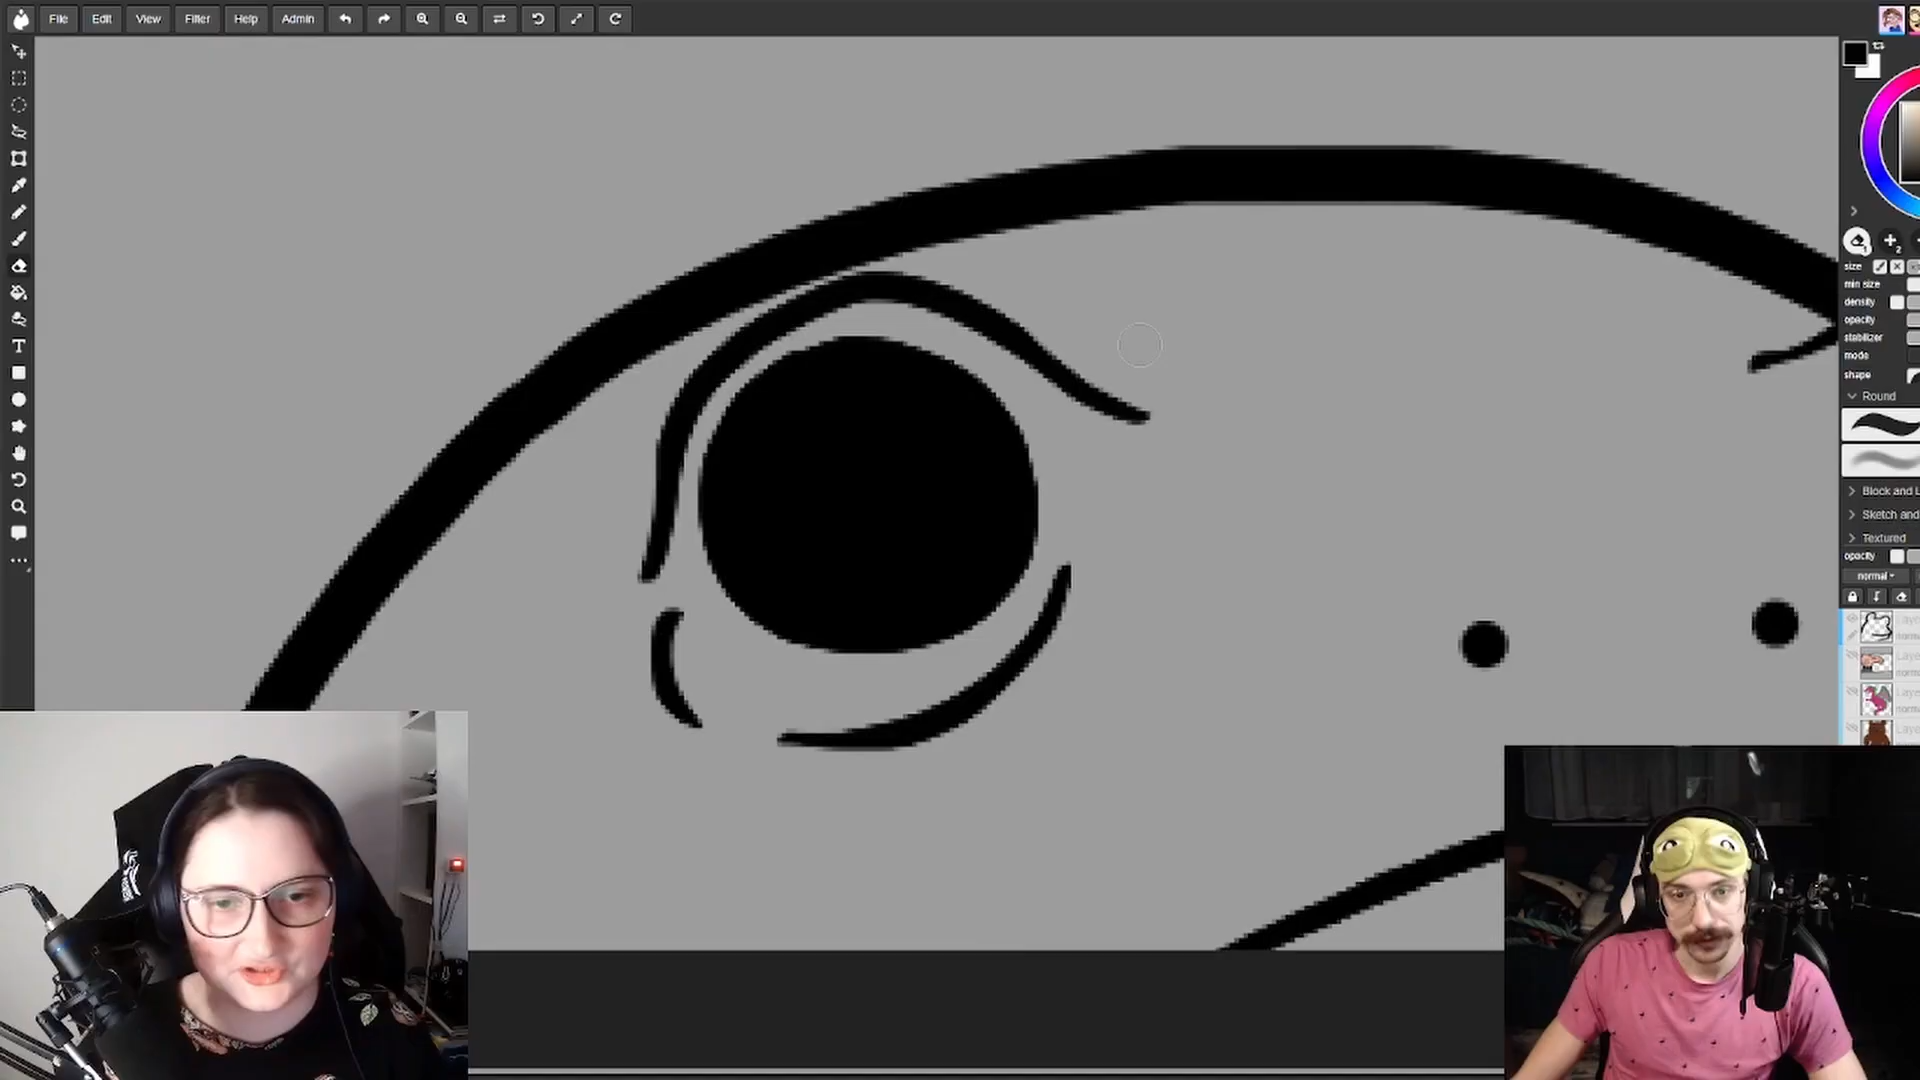 File Edit View Filter Help Admin
size
min size
density
opacity
stabilizer
mode
shape
Round
Block and L
Sketch and
Textured
opacity
normal